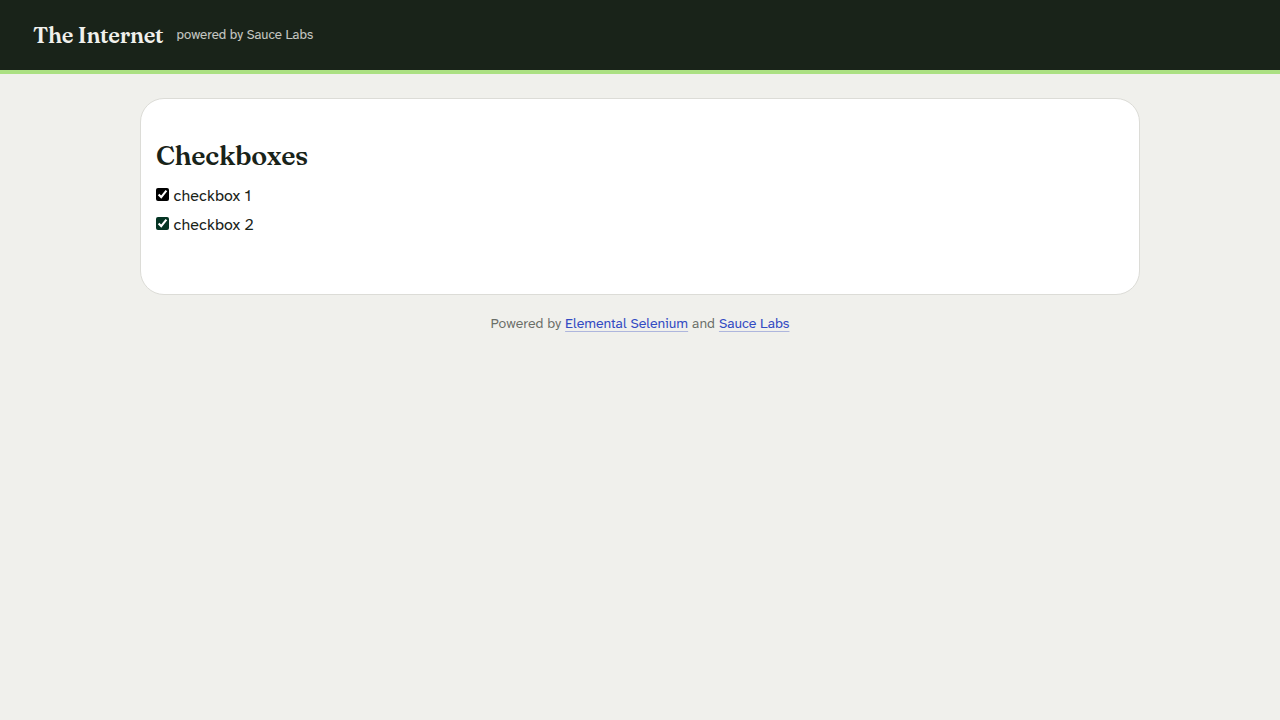 The Internet powered by Sauce Labs
Checkboxes
checkbox 1
checkbox 2
Powered by Elemental Selenium and Sauce Labs